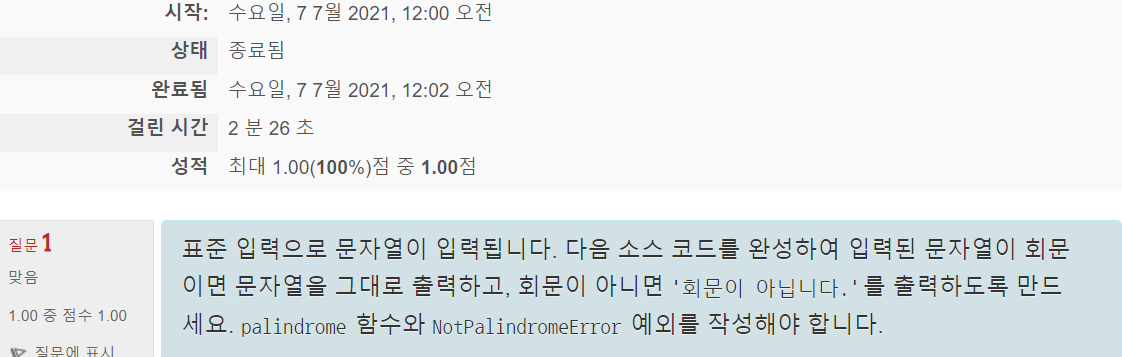 시작: 수요일, 7 7월 2021, 12:00 오전
상태 종료됨
완료됨 수요일, 7 7월 2021, 12:02 오전
걸린 시간 2 분 26 초
성적 최대 1.00(100%)점 중 1.00점
질문 1
맞음
1.00 중 점수 1.00
질문에 표시
표준 입력으로 문자열이 입력됩니다. 다음 소스 코드를 완성하여 입력된 문자열이 회문
이면 문자열을 그대로 출력하고, 회문이 아니면 '회문이 아닙니다.'를 출력하도록 만드
세요. palindrome 함수와 NotPalindromeError 예외를 작성해야 합니다.